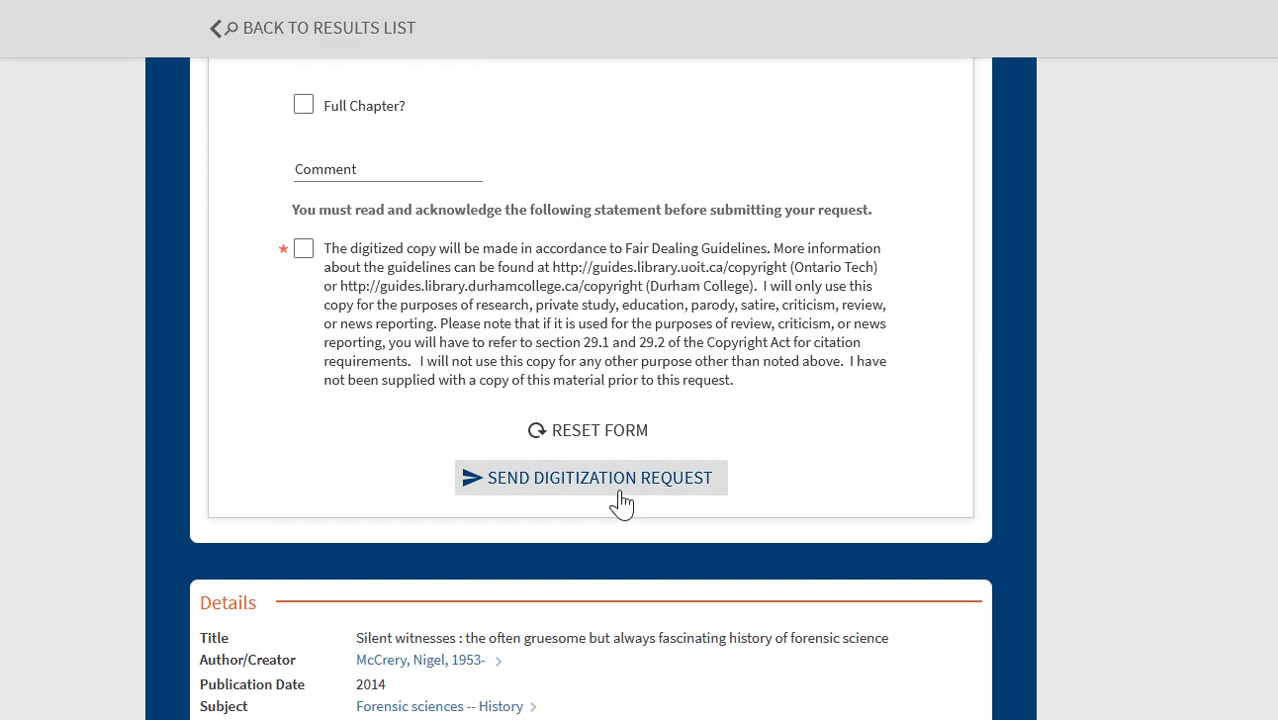 BACK TO RESULTS LIST
Full Chapter?
Comment
You must read and acknowledge the following statement before submitting your request.
* The digitized copy will be made in accordance to Fair Dealing Guidelines. More information
about the guidelines can be found at http://guides.library.uoit.ca/copyright (Ontario Tech)
or http://guides.library.durhamcollege.ca/copyright (Durham College). I will only use this
copy for the purposes of research, private study, education, parody, satire, criticism, review,
or news reporting. Please note that if it is used for the purposes of review, criticism, or news
reporting, you will have to refer to section 29.1 and 29.2 of the Copyright Act for citation
requirements. I will not use this copy for any other purpose other than noted above. I have
not been supplied with a copy of this material prior to this request.
RESET FORM
SEND DIGITIZATION REQUEST
Details
Title Silent witnesses : the often gruesome but always fascinating history of forensic science
Author/Creator McCrery, Nigel, 1953-
Publication Date 2014
Subject Forensic sciences -- History